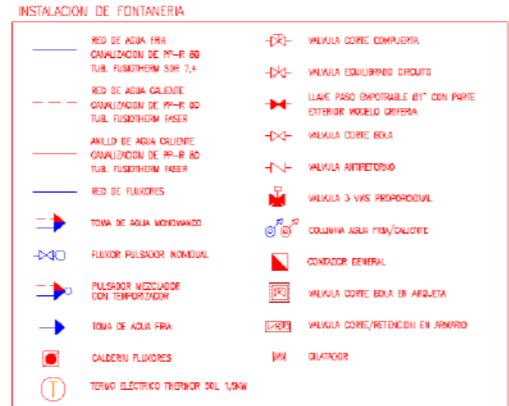 INSTALACION DE FONTANERIA
RED DE AGUA FRIA
CANALIZACION DE PP-R 80
TUB. FUSIOTHERM SDR 7,4
RED DE AGUA CALIENTE
CANALIZACION DE PP-R 80
TUB. FUSIOTHERM FASER
ANILLO DE AGUA CALIENTE
CANALIZACION DE PP-R 80
TUB. FUSIOTHERM FASER
RED DE FLUXORES
TOMA DE AGUA MONOMANDO
FLUXOR PULSADOR INDIVIDUAL
PULSADOR MEZCLADOR
CON TEMPORIZADOR
TOMA DE AGUA FRIA
CALDERIN FLUXORES
T
TERMO ELÉCTRICO THERMOR 50L 1,5KW
VALVULA CORTE COMPUERTA
VALVULA EQUILIBRADO CIRCUITO
LLAVE PASO EMPOTRABLE Ø1" CON PARTE
EXTERIOR MODELO GRIFERIA
VALVULA CORTE BOLA
VALVULA ANTIRETORNO
VALVULA 3 VIAS PROPORCIONAL
COLUMNA AGUA FRIA/CALIENTE
CONTADOR GENERAL
VALVULA CORTE BOLA EN ARQUETA
VALVULA CORTE/RETENCION EN ARMARIO
DILATADOR